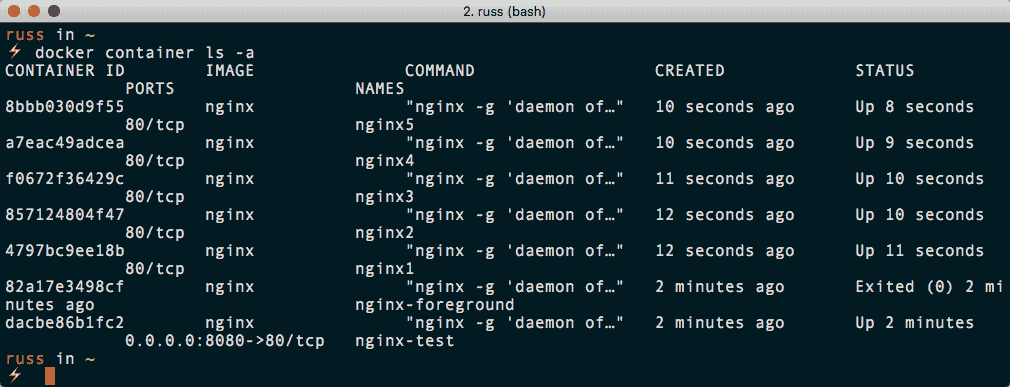 2. russ (bash)
russ in ~
⚡ docker container ls -a
CONTAINER ID        IMAGE               COMMAND                  CREATED             STATUS
            PORTS                  NAMES
8bbb030d9f55        nginx               "nginx -g 'daemon of…"   10 seconds ago      Up 8 seconds
            80/tcp                 nginx5
a7eac49adcea        nginx               "nginx -g 'daemon of…"   10 seconds ago      Up 9 seconds
            80/tcp                 nginx4
f0672f36429c        nginx               "nginx -g 'daemon of…"   11 seconds ago      Up 10 seconds
            80/tcp                 nginx3
857124804f47        nginx               "nginx -g 'daemon of…"   12 seconds ago      Up 10 seconds
            80/tcp                 nginx2
4797bc9ee18b        nginx               "nginx -g 'daemon of…"   12 seconds ago      Up 11 seconds
            80/tcp                 nginx1
82a17e3498cf        nginx               "nginx -g 'daemon of…"   2 minutes ago       Exited (0) 2 mi
nutes ago                          nginx-foreground
dacbe86b1fc2        nginx               "nginx -g 'daemon of…"   2 minutes ago       Up 2 minutes
            0.0.0.0:8080->80/tcp   nginx-test
russ in ~
⚡